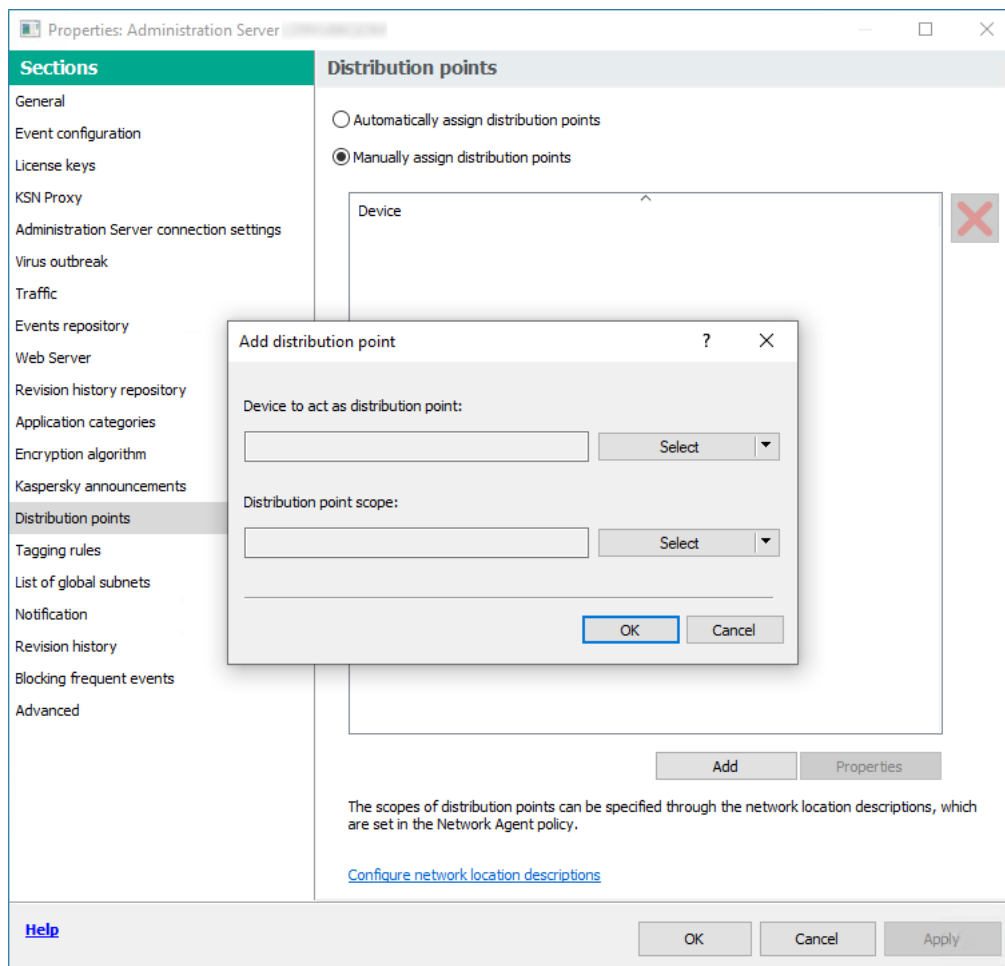 Properties: Administration Server
Sections
General
Event configuration
License keys
KSN Proxy
Administration Server connection settings
Virus outbreak
Traffic
Events repository
Web Server
Revision history repository
Application categories
Encryption algorithm
Kaspersky announcements
Distribution points
Tagging rules
List of global subnets
Notification
Revision history
Blocking frequent events
Advanced
Distribution points
Automatically assign distribution points
Manually assign distribution points
Device
Add distribution point
?
Device to act as distribution point:
Select
Distribution point scope:
Select
OK Cancel
Add Properties
The scopes of distribution points can be specified through the network location descriptions, which
are set in the Network Agent policy.
Configure network location descriptions
Help
OK Cancel Apply